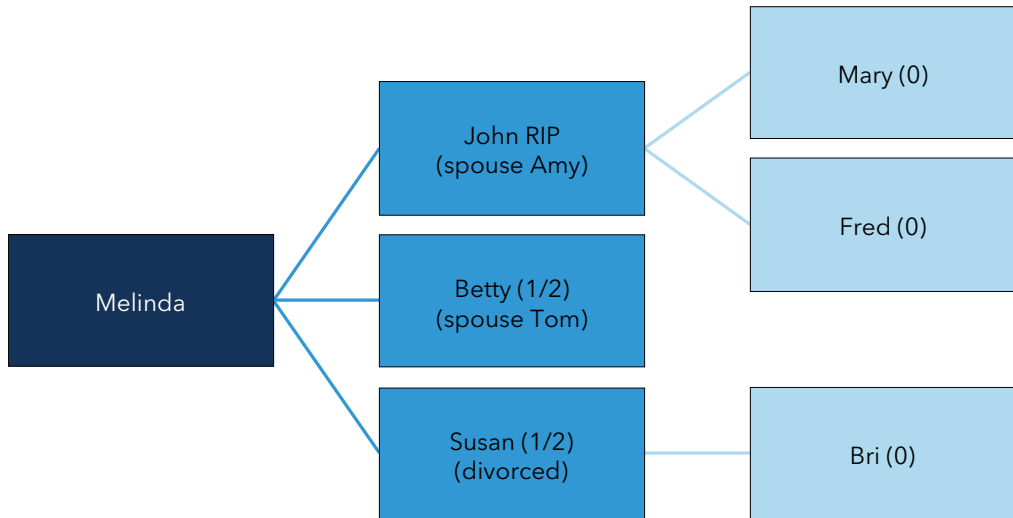 Melinda
John RIP
(spouse Amy)
Betty (1/2)
(spouse Tom)
Susan (1/2)
(divorced)
Mary (0)
Fred (0)
Bri (0)